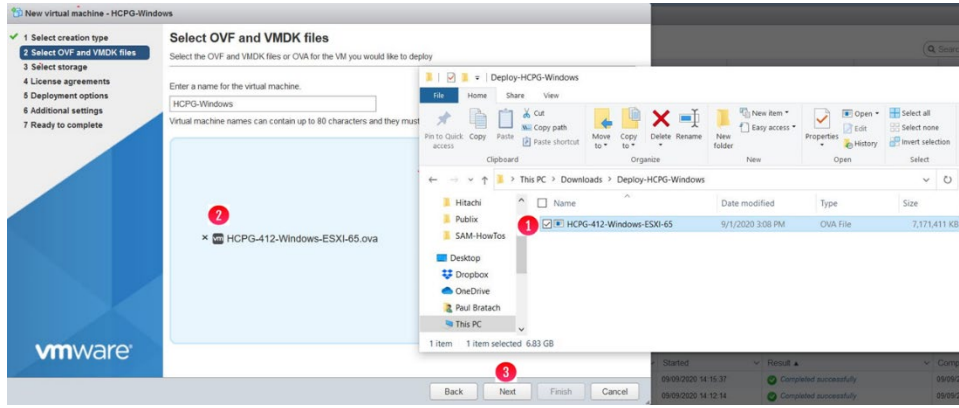 New virtual machine - HCPG-Windows
1 Select creation type
2 Select OVF and VMDK files
3 Select storage
4 License agreements
5 Deployment options
6 Additional settings
7 Ready to complete
vmware
Select OVF and VMDK files
Select the OVF and VMDK files or OVA for the VM you would like to deploy
Enter a name for the virtual machine.
HCPG-Windows
Virtual machine names can contain up to 80 characters and they must
2
× vm HCPG-412-Windows-ESXI-65.ova
3
Back Next Finish Cancel
Deploy-HCPG-Windows
File Home Share View
Pin to Quick access Copy Paste
Cut
Copy path
Paste shortcut
Move to Copy to Delete Rename
New folder
New item
Easy access
Properties
Open
Edit
History
Select all
Select none
Invert selection
Clipboard Organize New Open Select
This PC > Downloads > Deploy-HCPG-Windows
Name Date modified Type Size
1
HCPG-412-Windows-ESXI-65 9/1/2020 3:08 PM OVA File 7,171,411 KB
Hitachi
Publix
SAM-HowTos
Desktop
Dropbox
OneDrive
Paul Bratach
This PC
1 item 1 item selected 6.83 GB
Started Result Comp
09/09/2020 14:15:37 Completed successfully
09/09/2020 14:12:14 Completed successfully